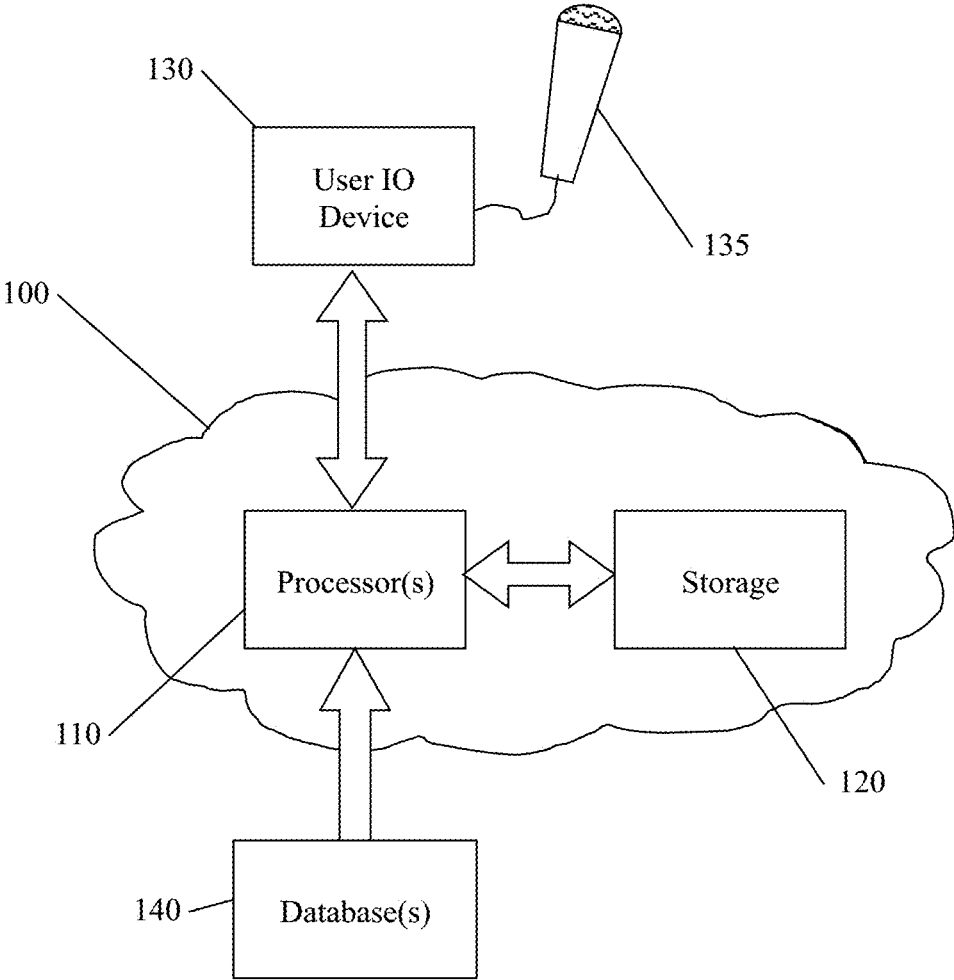 130
User IO
Device
135
100
Processor(s)
Storage
110
120
140
Database(s)